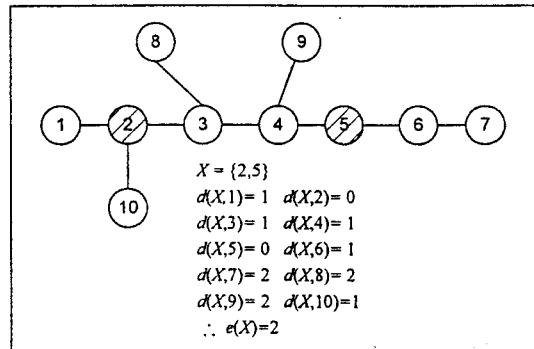 8 9
1 2 3 4 5 6 7
10
X = {2,5}
d(X,1)= 1 d(X,2)= 0
d(X,3)= 1 d(X,4)= 1
d(X,5)= 0 d(X,6)= 1
d(X,7)= 2 d(X,8)= 2
d(X,9)= 2 d(X,10)=1
∴ e(X)=2